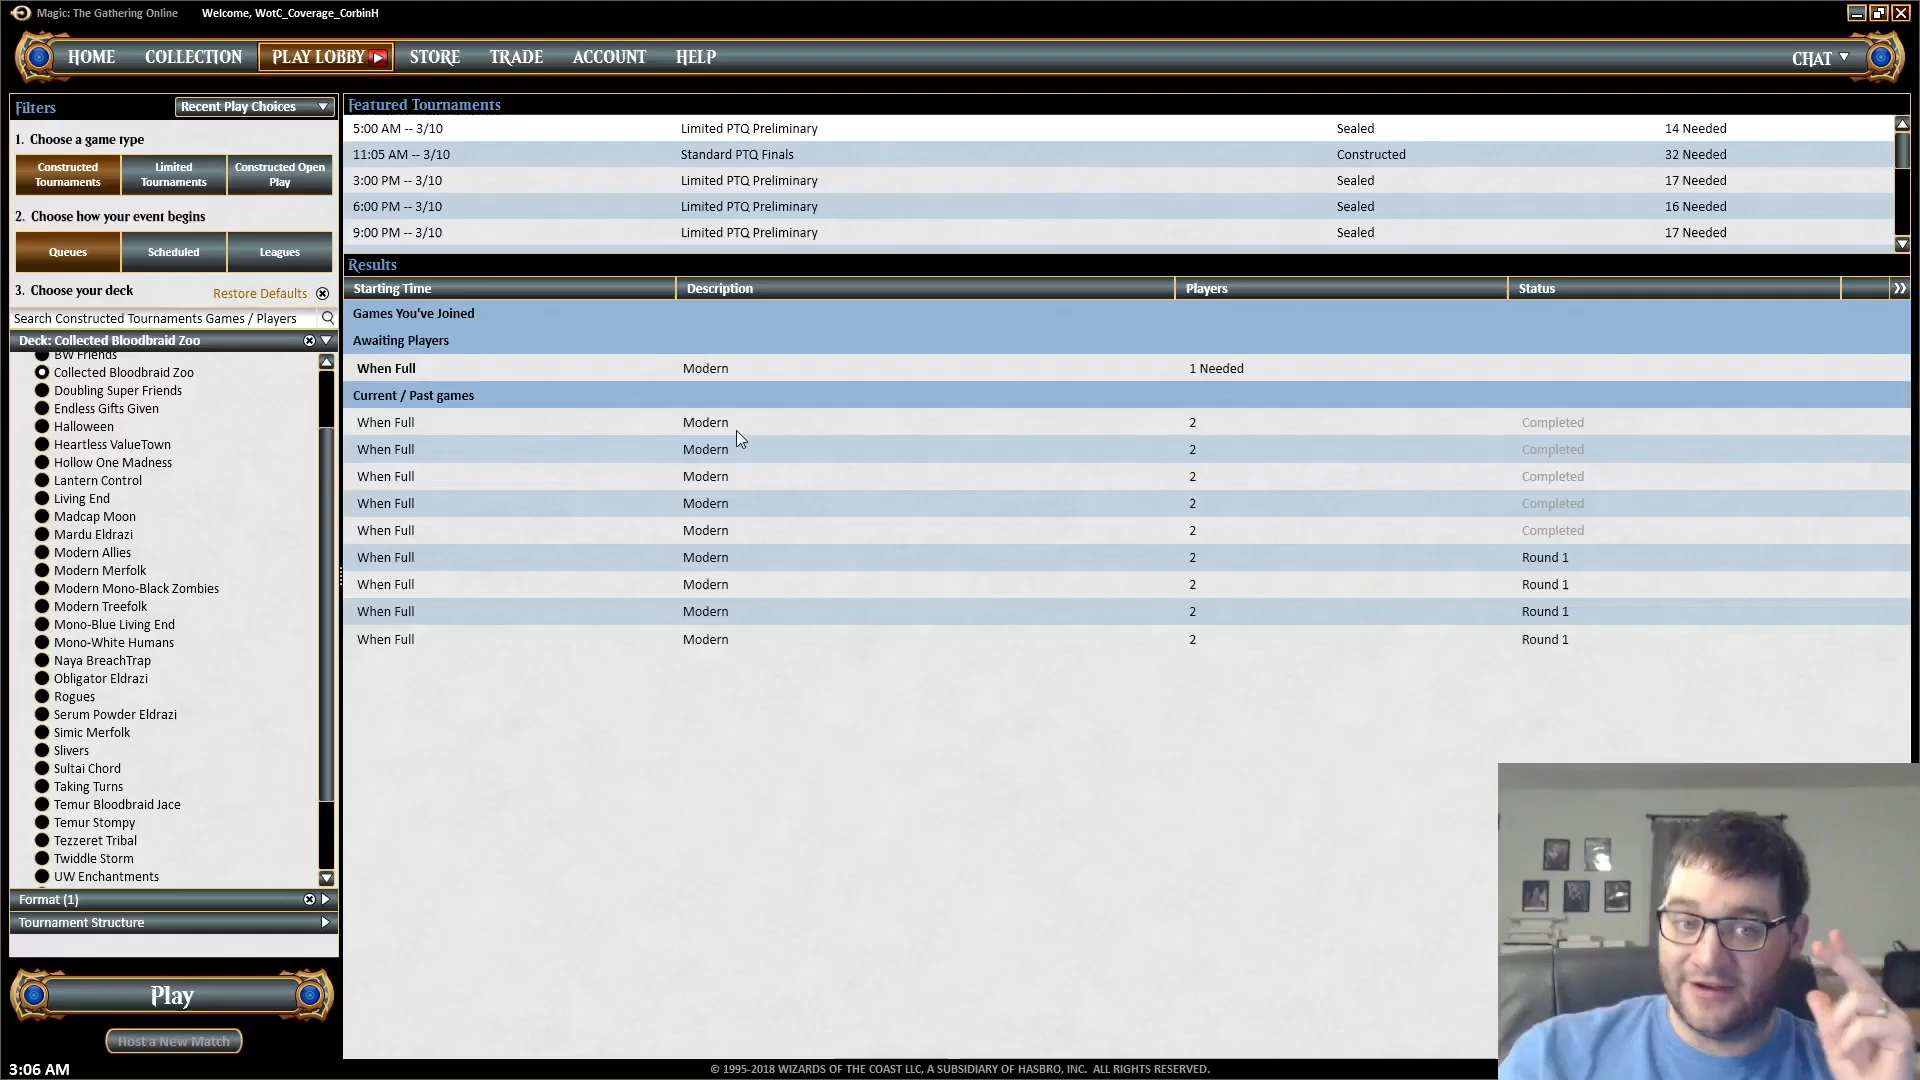 Magic: The Gathering Online Welcome, WotC_Coverage_CorbinH
HOME COLLECTION PLAY LOBBY STORE TRADE ACCOUNT HELP CHAT
Filters Recent Play Choices
1. Choose a game type
Constructed Tournaments Limited Tournaments Constructed Open Play
2. Choose how your event begins
Queues Scheduled Leagues
3. Choose your deck Restore Defaults
Search Constructed Tournaments Games / Players
Deck: Collected Bloodbraid Zoo
BW Friends
Collected Bloodbraid Zoo
Doubling Super Friends
Endless Gifts Given
Halloween
Heartless ValueTown
Hollow One Madness
Lantern Control
Living End
Madcap Moon
Mardu Eldrazi
Modern Allies
Modern Merfolk
Modern Mono-Black Zombies
Modern Treefolk
Mono-Blue Living End
Mono-White Humans
Naya BreachTrap
Obligator Eldrazi
Rogues
Serum Powder Eldrazi
Simic Merfolk
Slivers
Sultai Chord
Taking Turns
Temur Bloodbraid Jace
Temur Stompy
Tezzeret Tribal
Twiddle Storm
UW Enchantments
Format (1)
Tournament Structure
Play
Host a New Match
3:06 AM
Featured Tournaments
5:00 AM -- 3/10 Limited PTQ Preliminary Sealed 14 Needed
11:05 AM -- 3/10 Standard PTQ Finals Constructed 32 Needed
3:00 PM -- 3/10 Limited PTQ Preliminary Sealed 17 Needed
6:00 PM -- 3/10 Limited PTQ Preliminary Sealed 16 Needed
9:00 PM -- 3/10 Limited PTQ Preliminary Sealed 17 Needed
Results
Starting Time Description Players Status
Games You've Joined
Awaiting Players
When Full Modern 1 Needed
Current / Past games
When Full Modern 2 Completed
When Full Modern 2 Completed
When Full Modern 2 Completed
When Full Modern 2 Completed
When Full Modern 2 Completed
When Full Modern 2 Round 1
When Full Modern 2 Round 1
When Full Modern 2 Round 1
When Full Modern 2 Round 1
© 1995-2018 WIZARDS OF THE COAST LLC, A SUBSIDIARY OF HASBRO, INC. ALL RIGHTS RESERVED.